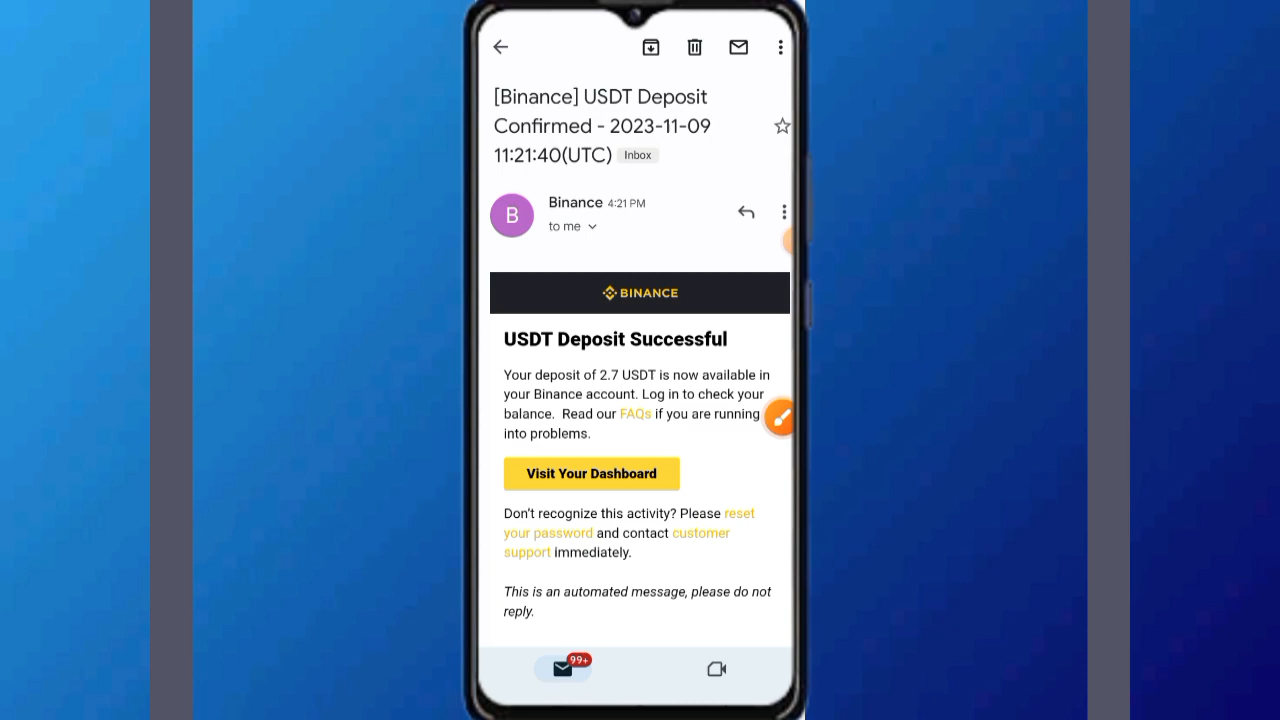 [Binance] USDT Deposit
Confirmed - 2023-11-09
11:21:40(UTC) Inbox
B
Binance 4:21 PM
to me
BINANCE
USDT Deposit Successful
Your deposit of 2.7 USDT is now available in
your Binance account. Log in to check your
balance. Read our FAQs if you are running
into problems.
Visit Your Dashboard
Don't recognize this activity? Please reset
your password and contact customer
support immediately.
This is an automated message, please do not
reply.
99+